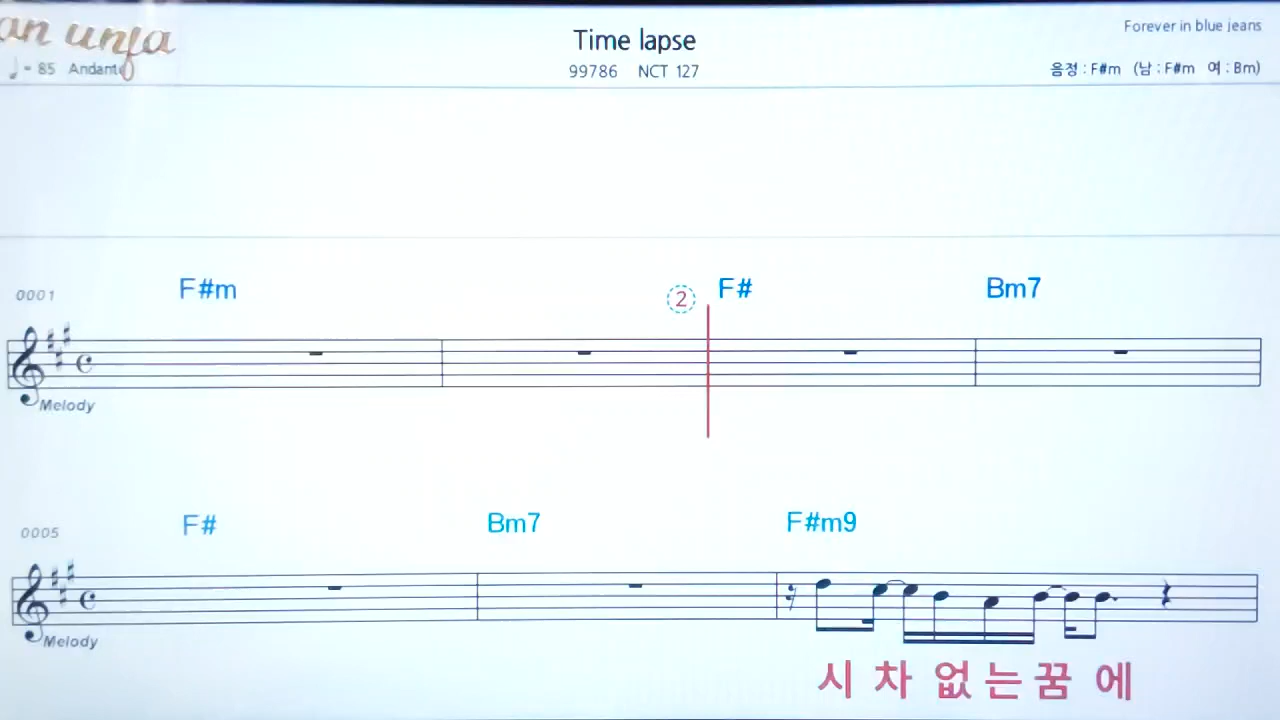 an unja
♩= 85 Andante
Time lapse
99786 NCT 127
Forever in blue jeans
음정 : F#m (남 : F#m 여 : Bm)
0001 F#m ② F# Bm7
Melody
0005 F# Bm7 F#m9
Melody
시 차 없 는 꿈 에